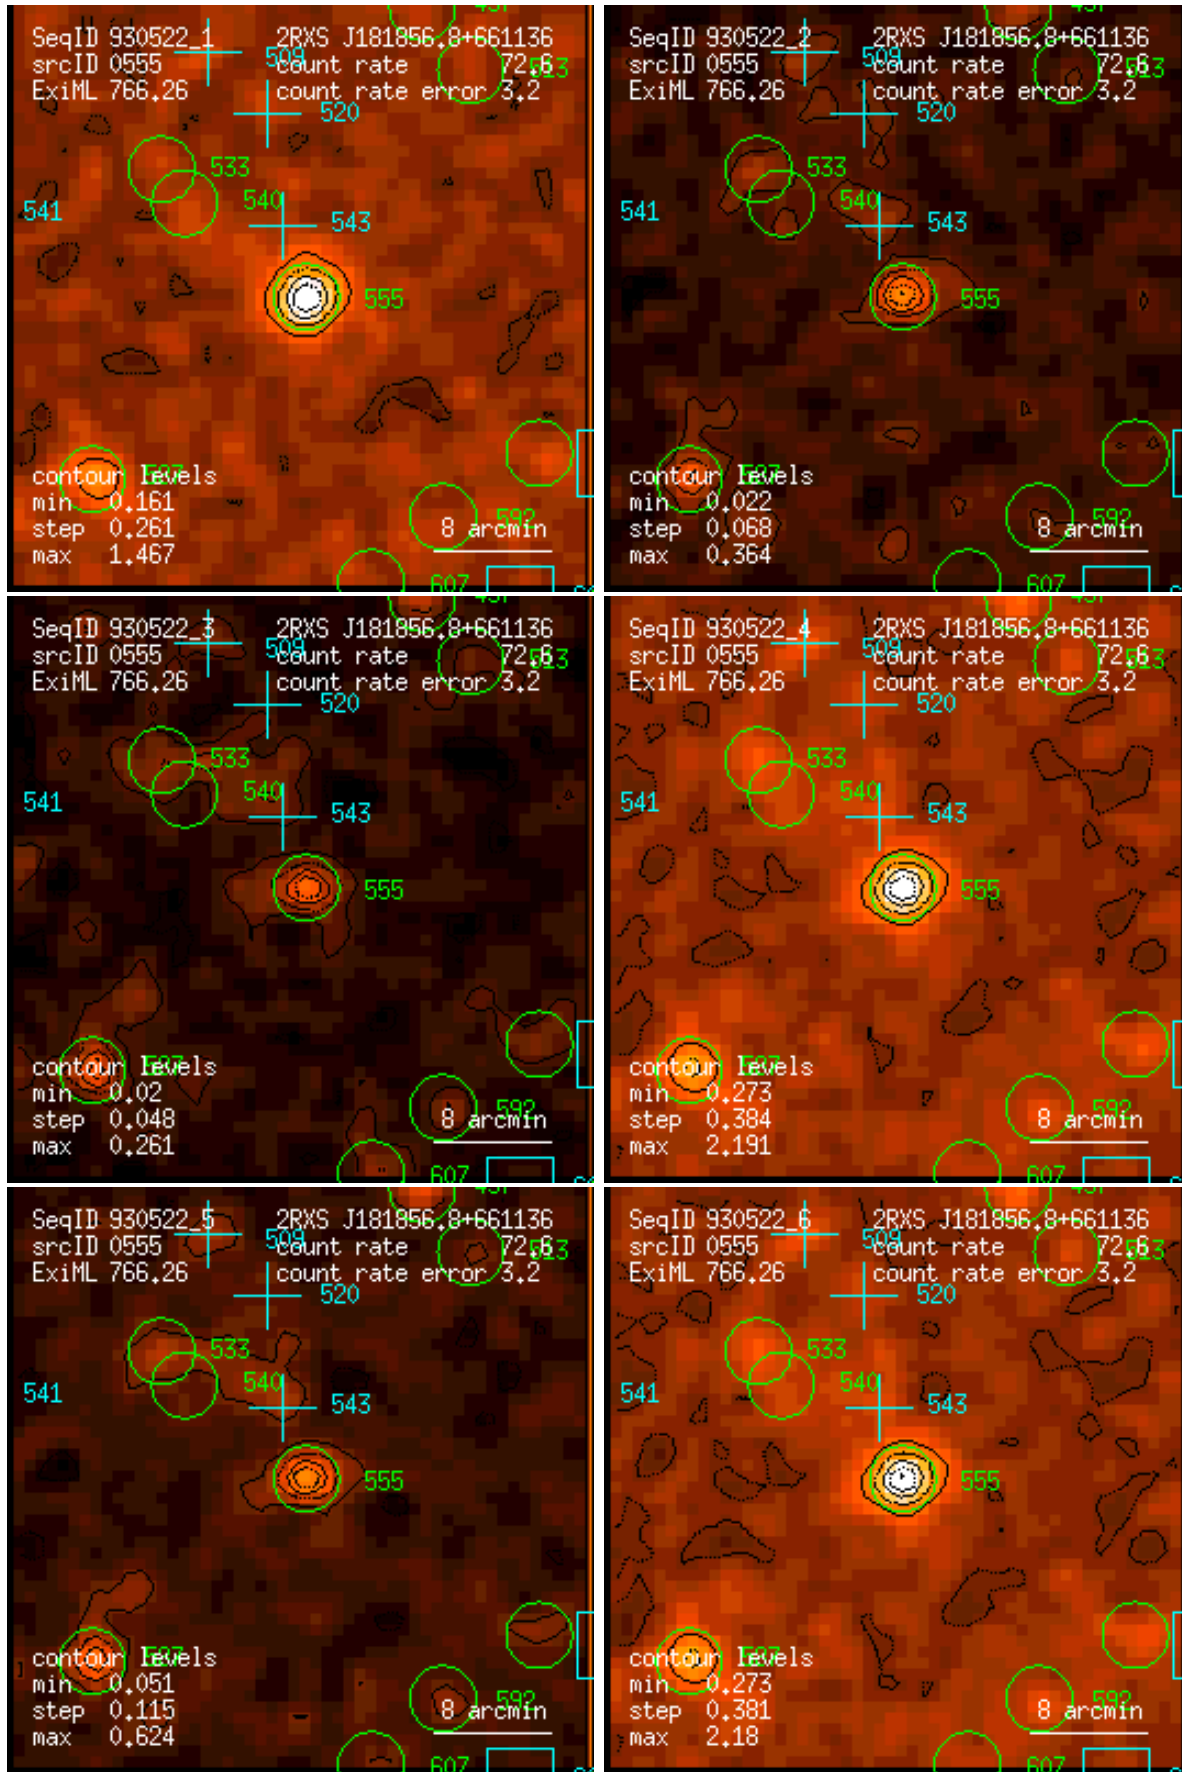 SeqID 930522_1 2RXS J181856.8+661136
srcID 0555 count rate 72.6
ExiML 766.26 count rate error 3.2
509
513
520
533
540
541
543
555
contour levels
min 0.161
step 0.261
max 1.467
592
8 arcmin
607
SeqID 930522_2 2RXS J181856.8+661136
srcID 0555 count rate 72.6
ExiML 766.26 count rate error 3.2
509
513
520
533
540
541
543
555
contour levels
min 0.022
step 0.068
max 0.364
592
8 arcmin
607
SeqID 930522_3 2RXS J181856.8+661136
srcID 0555 count rate 72.6
ExiML 766.26 count rate error 3.2
509
513
520
533
540
541
543
555
contour levels
min 0.02
step 0.048
max 0.261
592
8 arcmin
607
SeqID 930522_4 2RXS J181856.8+661136
srcID 0555 count rate 72.6
ExiML 766.26 count rate error 3.2
509
513
520
533
540
541
543
555
contour levels
min 0.273
step 0.384
max 2.191
592
8 arcmin
607
SeqID 930522_5 2RXS J181856.8+661136
srcID 0555 count rate 72.6
ExiML 766.26 count rate error 3.2
509
513
520
533
540
541
543
555
contour levels
min 0.051
step 0.115
max 0.624
592
8 arcmin
607
SeqID 930522_6 2RXS J181856.8+661136
srcID 0555 count rate 72.6
ExiML 766.26 count rate error 3.2
509
513
520
533
540
541
543
555
contour levels
min 0.273
step 0.381
max 2.18
592
8 arcmin
607